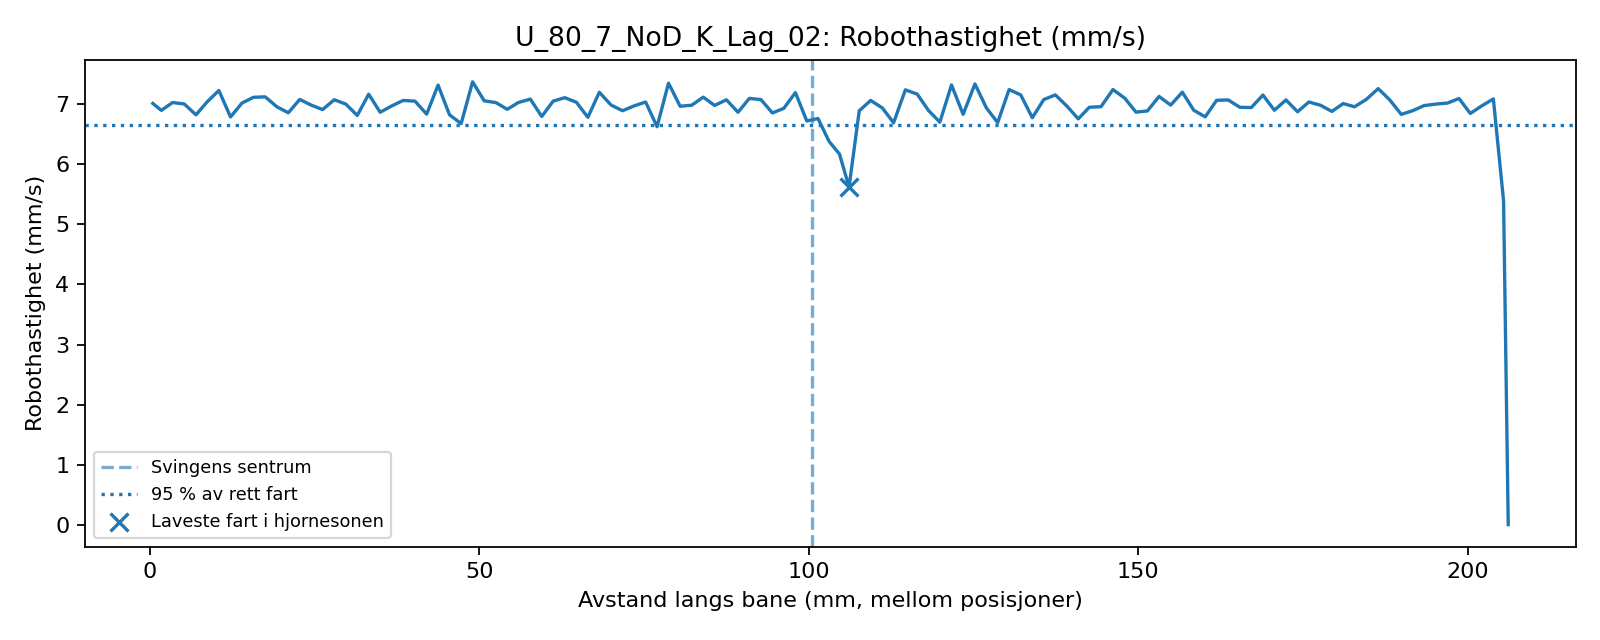 U_80_7_NoD_K_Lag_02: Robothastighet (mm/s)
Robothastighet (mm/s)
7
6
5
4
3
2
1
0
Svingens sentrum
95 % av rett fart
Laveste fart i hjornesonen
0 50 100 150 200
Avstand langs bane (mm, mellom posisjoner)